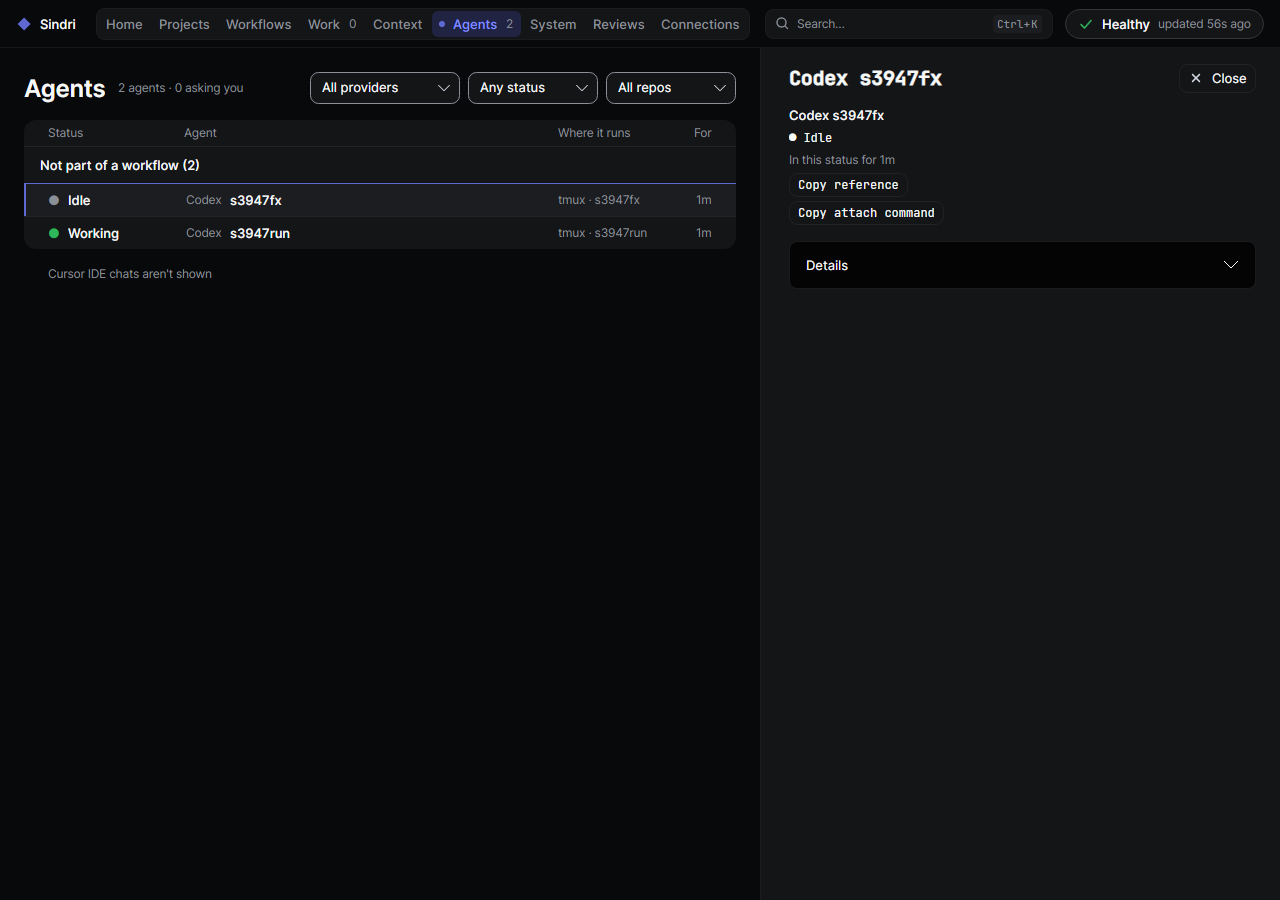 Sindri Home Projects Workflows Work 0 Context Agents 2 System Reviews Connections Search... Ctrl+K Healthy updated 56s ago
Agents 2 agents · 0 asking you All providers Any status All repos
Status Agent Where it runs For
Not part of a workflow (2)
Idle Codex s3947fx tmux · s3947fx 1m
Working Codex s3947run tmux · s3947run 1m
Cursor IDE chats aren't shown
Codex s3947fx Close
Codex s3947fx
Idle
In this status for 1m
Copy reference
Copy attach command
Details